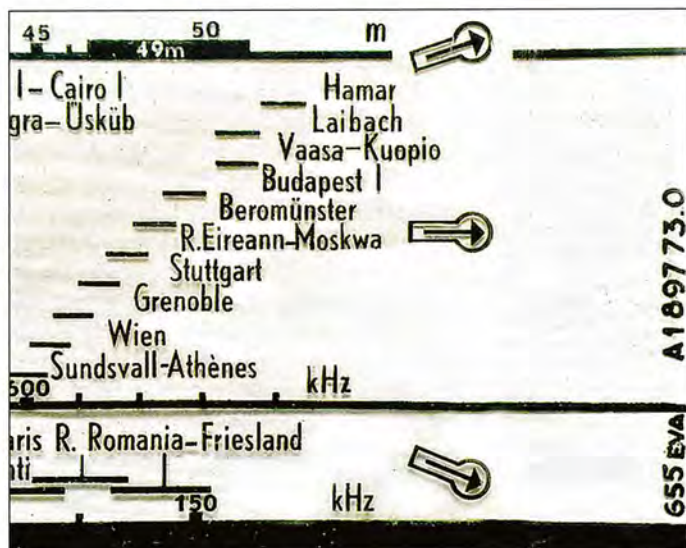 45 50 m
49m
I–Cairo I
Hamar
gra–Üsküb
Laibach
Vaasa–Kuopio
Budapest I
Beromünster
R.Eireann–Moskwa
Stuttgart
Grenoble
Wien
Sundsvall-Athènes
600 kHz
aris R. Romania–Friesland
nti
150 kHz
A189773.0
655 EVA